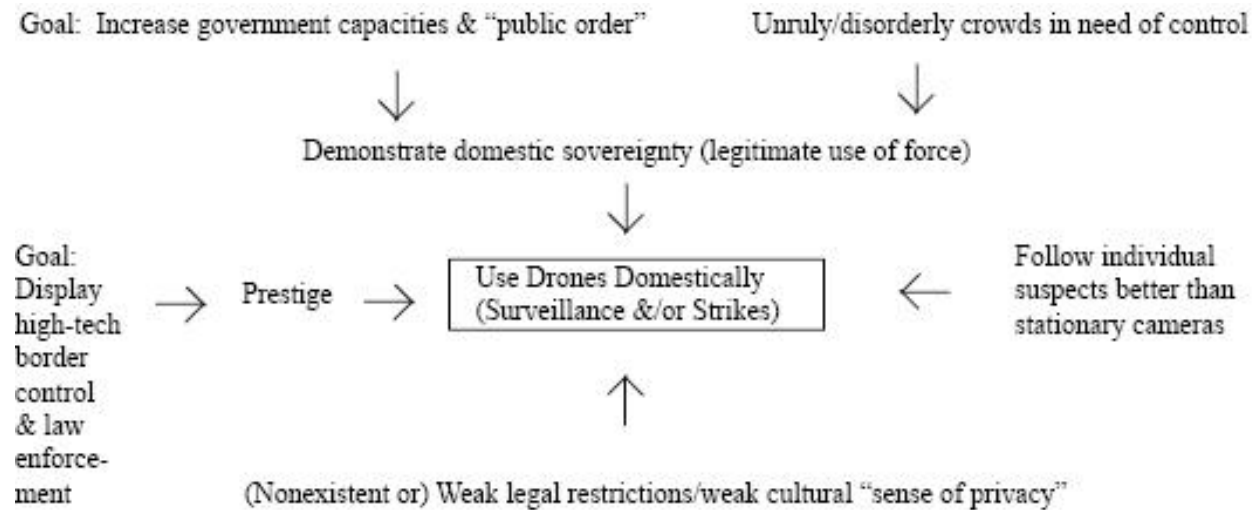 Goal:  Increase government capacities & “public order”
Unruly/disorderly crowds in need of control
Demonstrate domestic sovereignty (legitimate use of force)
Goal:
Display
high-tech
border
control
& law
enforce-
ment
Prestige
Use Drones Domestically
(Surveillance &/or Strikes)
Follow individual
suspects better than
stationary cameras
(Nonexistent or) Weak legal restrictions/weak cultural “sense of privacy”